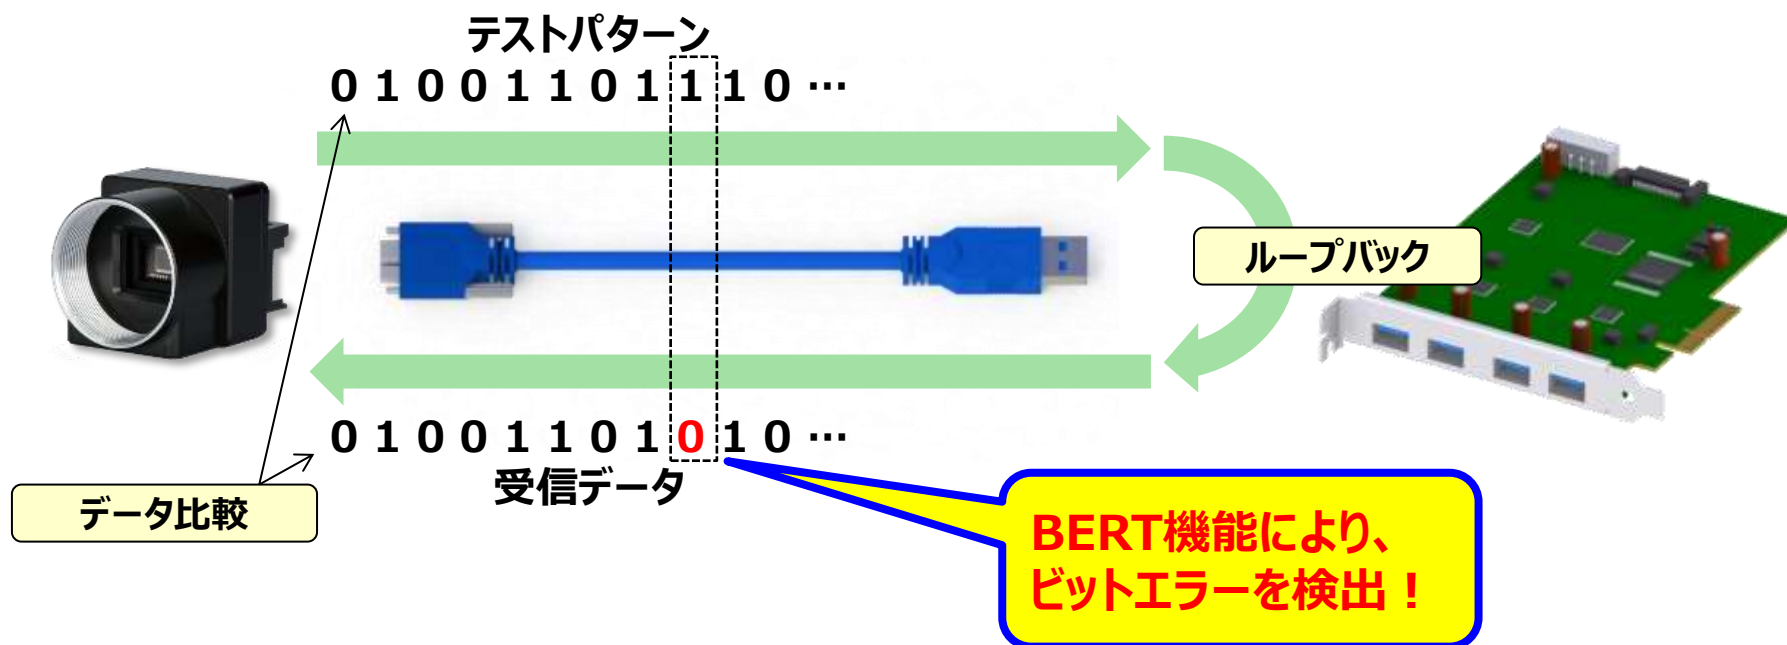 テストパターン
0 1 0 0 1 1 0 1 1 1 0 …
ループバック
0 1 0 0 1 1 0 1 0 1 0 …
受信データ
データ比較
BERT機能により、
ビットエラーを検出！